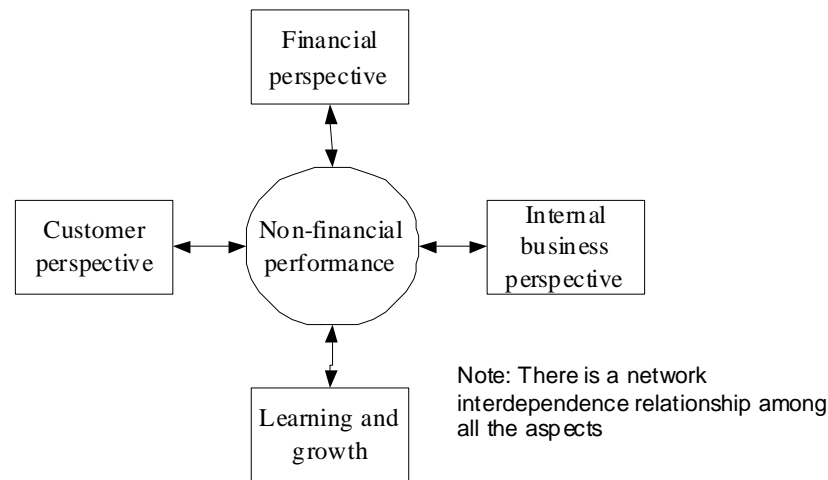 Financial
perspective
Customer
perspective
Non-financial
performance
Internal
business
perspective
Learning and
growth
Note: There is a network
interdependence relationship among
all the aspects